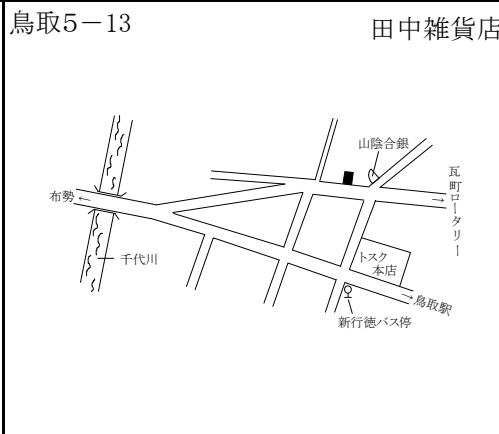 鳥取5－13
田中雑貨店
山陰合銀
瓦町ロータリー
→
布勢←
千代川
トスク
本店
→鳥取駅
新行徳バス停